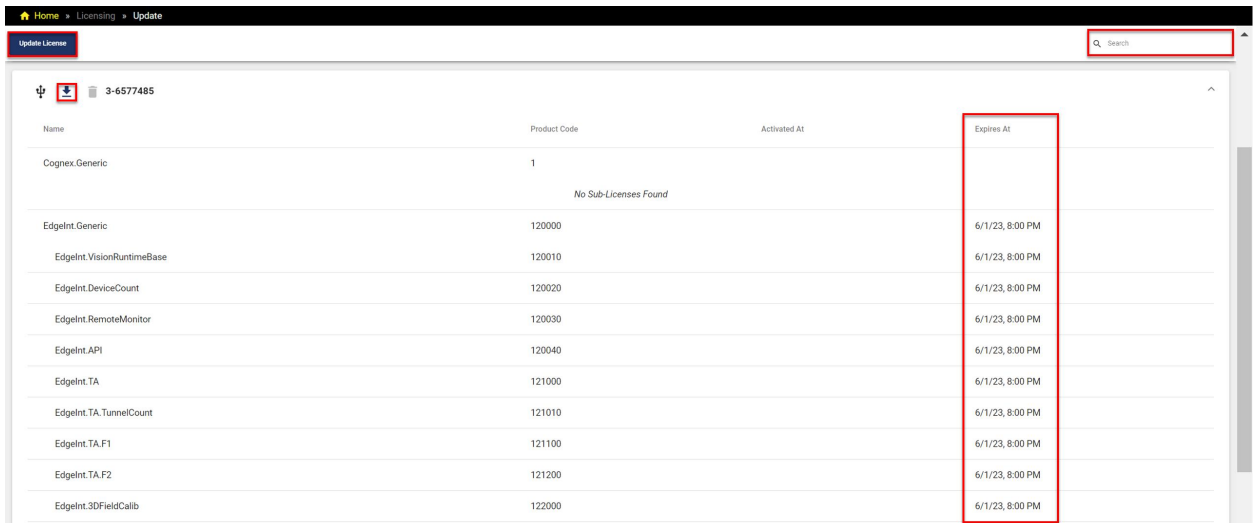 Home » Licensing » Update
Update License
Search
3-6577485
Name Product Code Activated At Expires At
Cognex.Generic 1
No Sub-Licenses Found
EdgeInt.Generic 120000 6/1/23, 8:00 PM
EdgeInt.VisionRuntimeBase 120010 6/1/23, 8:00 PM
EdgeInt.DeviceCount 120020 6/1/23, 8:00 PM
EdgeInt.RemoteMonitor 120030 6/1/23, 8:00 PM
EdgeInt.API 120040 6/1/23, 8:00 PM
EdgeInt.TA 121000 6/1/23, 8:00 PM
EdgeInt.TA.TunnelCount 121010 6/1/23, 8:00 PM
EdgeInt.TA.F1 121100 6/1/23, 8:00 PM
EdgeInt.TA.F2 121200 6/1/23, 8:00 PM
EdgeInt.3DFieldCalib 122000 6/1/23, 8:00 PM